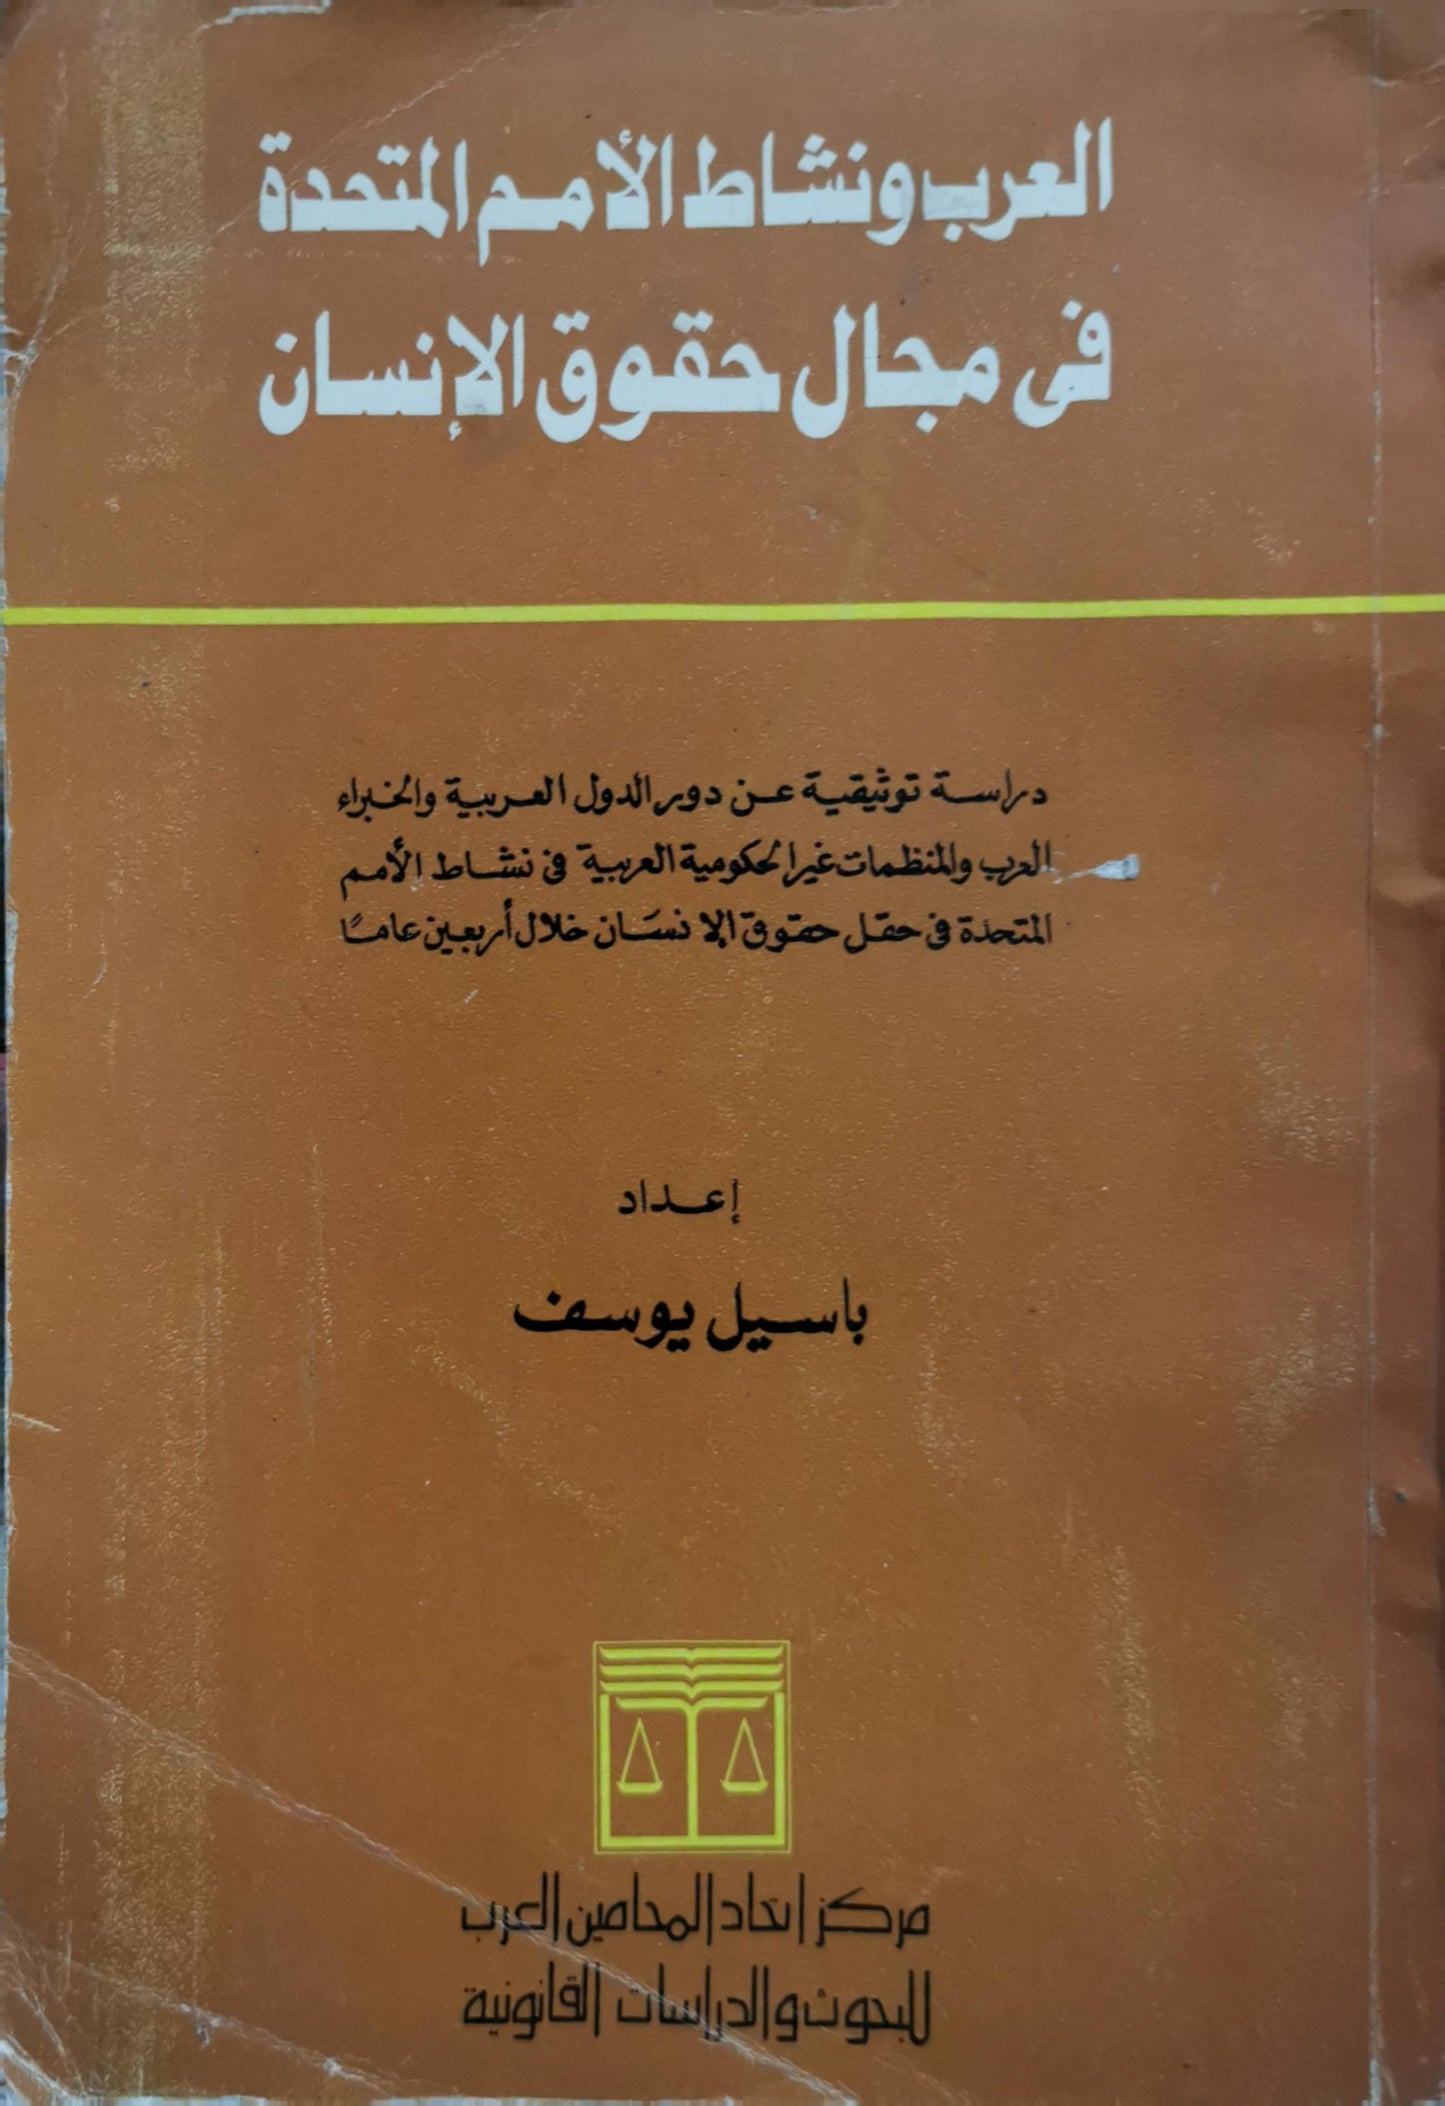 العرب ونشاط الأمم المتحدة
فى مجال حقوق الإنسان
دراسة توثيقية عن دور الدول العربية والخبراء
العرب والمنظمات غير الحكومية العربية فى نشاط الأمم
المتحدة فى حقل حقوق الإنسان خلال أربعين عامًا
إعداد
باسيل يوسف
مركز اتحاد المحامين العرب
للبحوث والدراسات القانونية